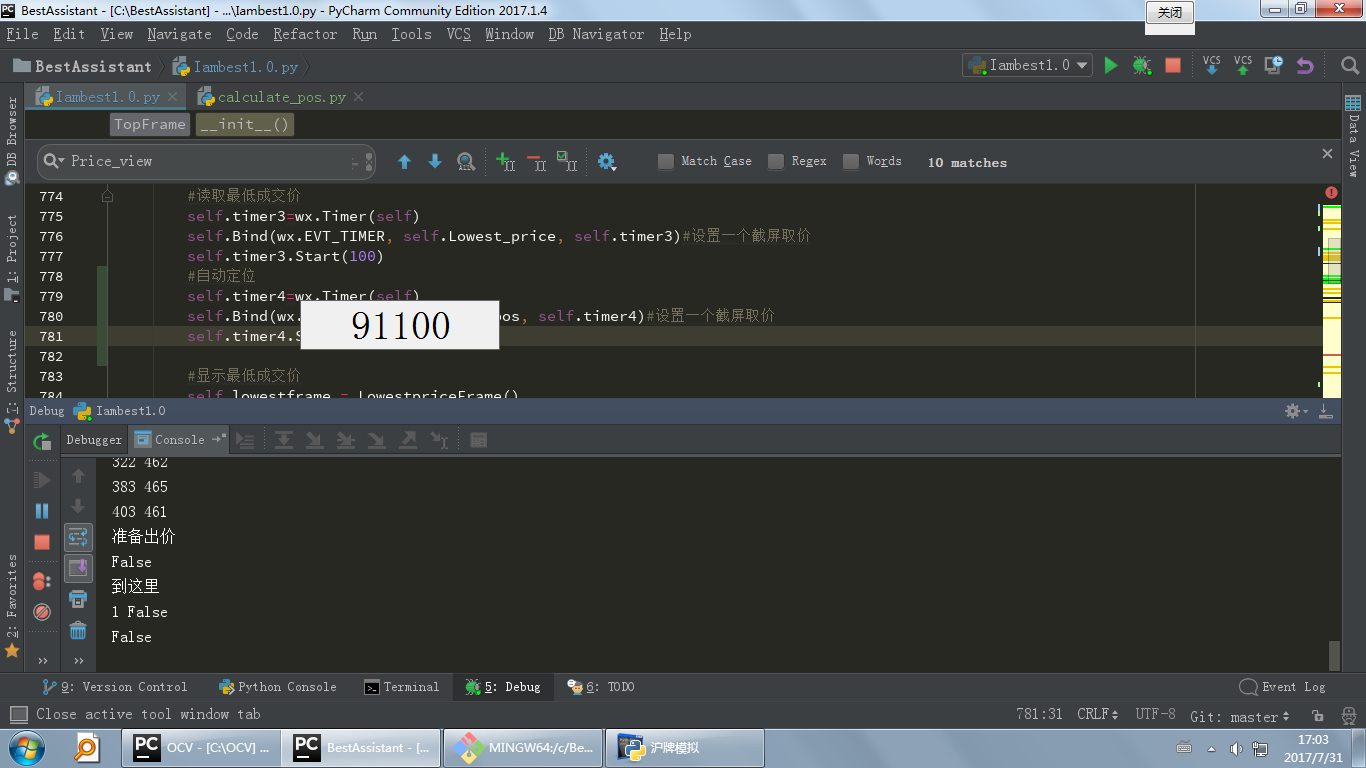 BestAssistant - [C:\BestAssistant] - ...\Iambest1.0.py - PyCharm Community Edition 2017.1.4
关闭
File Edit View Navigate Code Refactor Run Tools VCS Window DB Navigator Help
BestAssistant Iambest1.0.py Iambest1.0 VCS VCS
Iambest1.0.py calculate_pos.py
TopFrame __init__()
Price_view Match Case Regex Words 10 matches
774 #读取最低成交价
775 self.timer3=wx.Timer(self)
776 self.Bind(wx.EVT_TIMER, self.Lowest_price, self.timer3)#设置一个截屏取价
777 self.timer3.Start(100)
778 #自动定位
779 self.timer4=wx.Timer(self)
780 self.Bind(wx. pos, self.timer4)#设置一个截屏取价
781 self.timer4.S
91100
782
783 #显示最低成交价
784 self.lowestframe = LowestpriceFrame()
DB Browser
1: Project
7: Structure
2: Favorites
Data View
Debug Iambest1.0
Debugger Console
322 462
383 465
403 461
准备出价
False
到这里
1 False
False
9: Version Control Python Console Terminal 5: Debug 6: TODO Event Log
Close active tool window tab 781:31 CRLF UTF-8 Git: master
OCV - [C:\OCV] ... BestAssistant - [... MINGW64:/c/Be... 沪牌模拟
17:03
2017/7/31